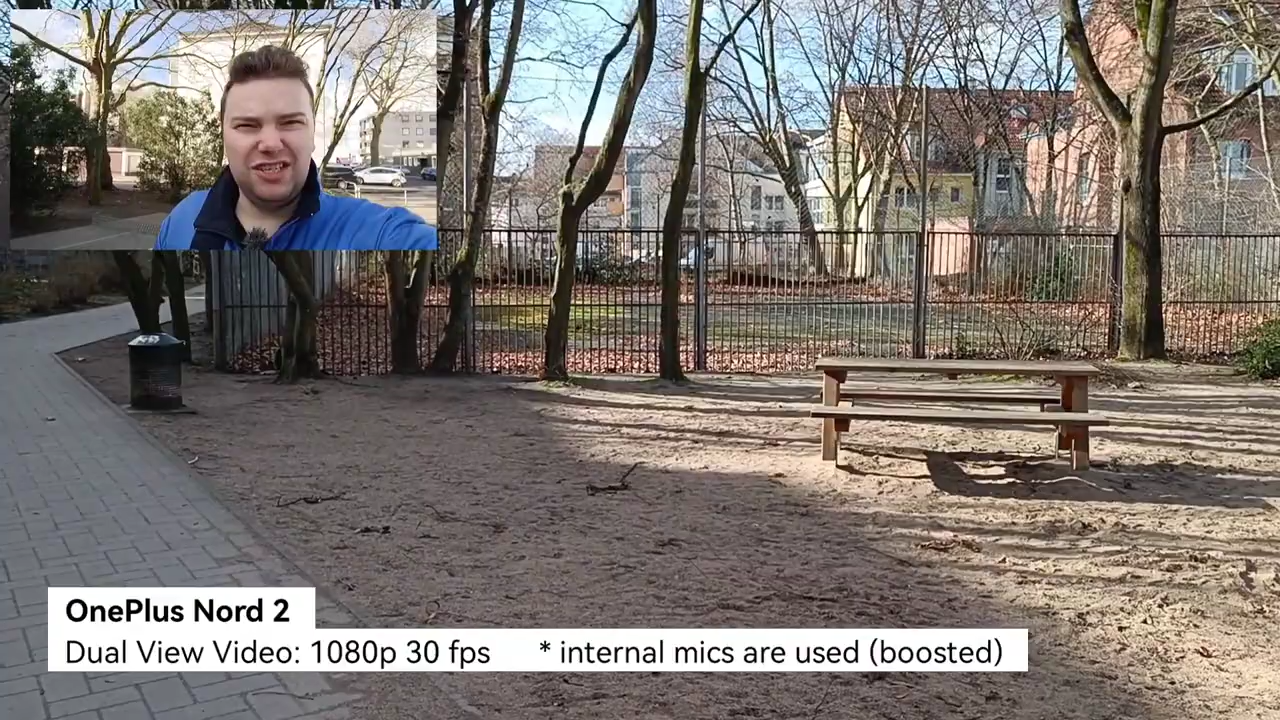 OnePlus Nord 2
Dual View Video: 1080p 30 fps * internal mics are used (boosted)